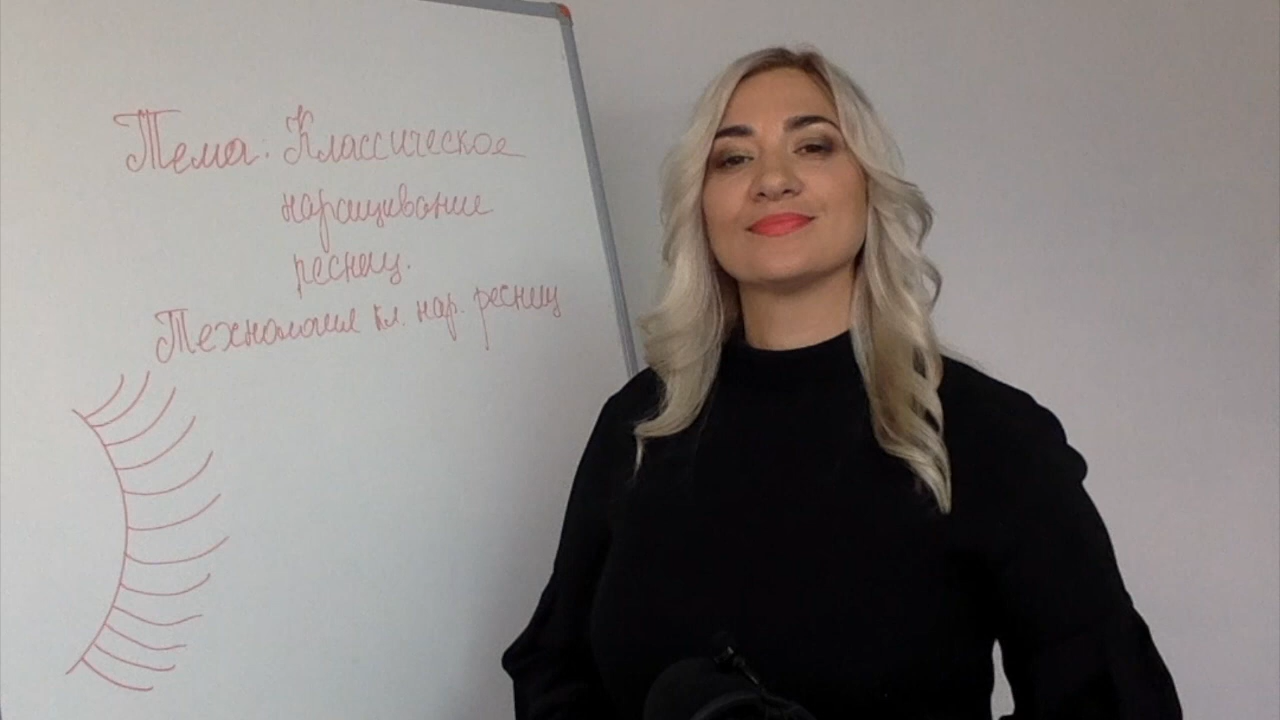 Тема: Классическое
наращивание
ресниц.
Технология кл. нар. ресниц